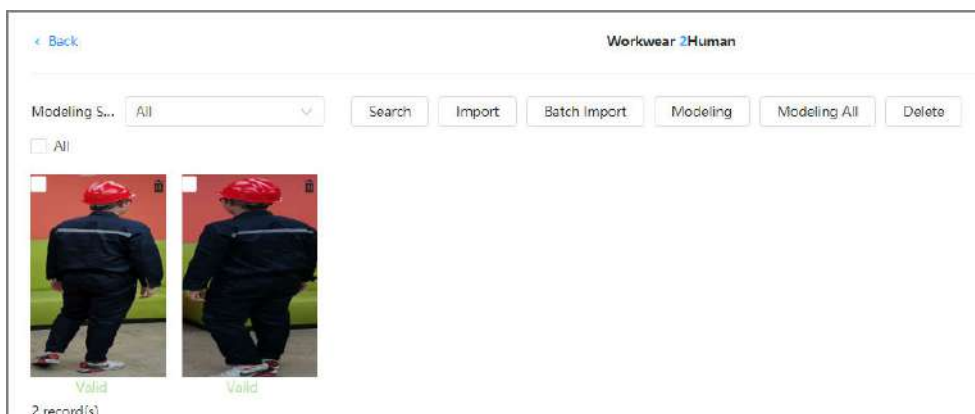 ‹ Back
Workwear 2Human
Modeling S... All
Search Import Batch Import Modeling Modeling All Delete
All
Valid Valid
2 record(s)